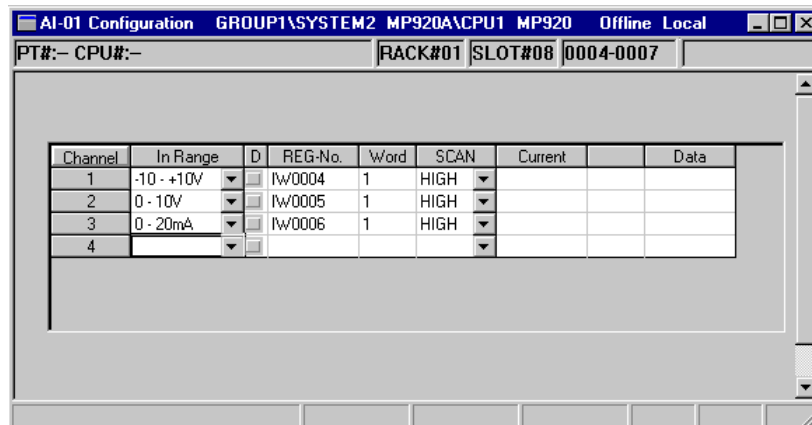 AI-01 Configuration GROUP1\SYSTEM2 MP920A\CPU1 MP920 Offline Local
PT#:– CPU#:– RACK#01 SLOT#08 0004-0007
Channel In Range D REG-No. Word SCAN Current Data
1 -10 - +10V IW0004 1 HIGH
2 0 - 10V IW0005 1 HIGH
3 0 - 20mA IW0006 1 HIGH
4